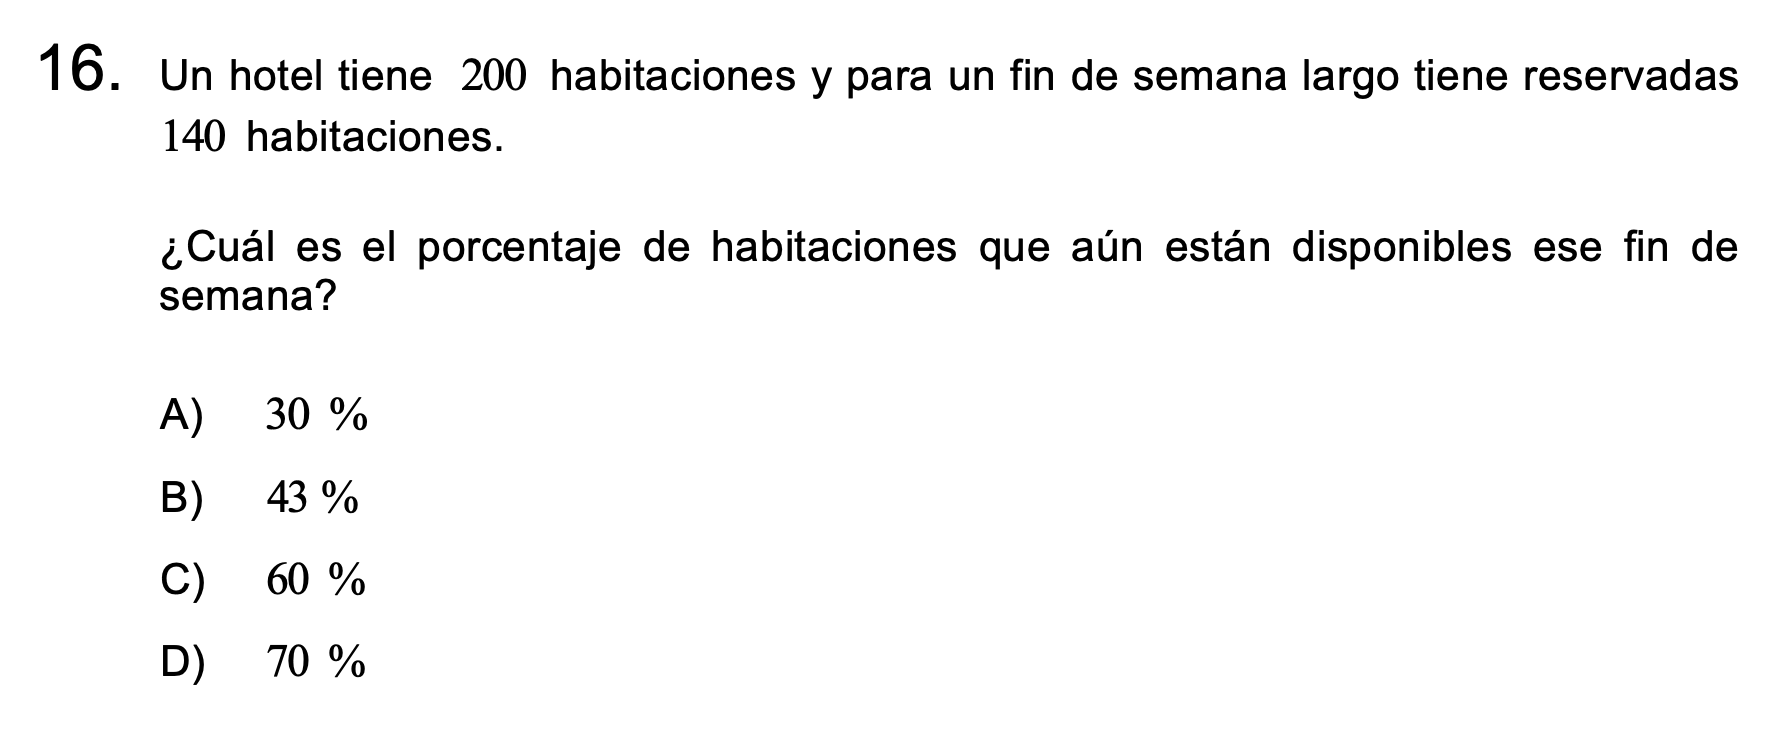 16. Un hotel tiene 200 habitaciones y para un fin de semana largo tiene reservadas
140 habitaciones.
¿Cuál es el porcentaje de habitaciones que aún están disponibles ese fin de
semana?
A) 30 %
B) 43 %
C) 60 %
D) 70 %